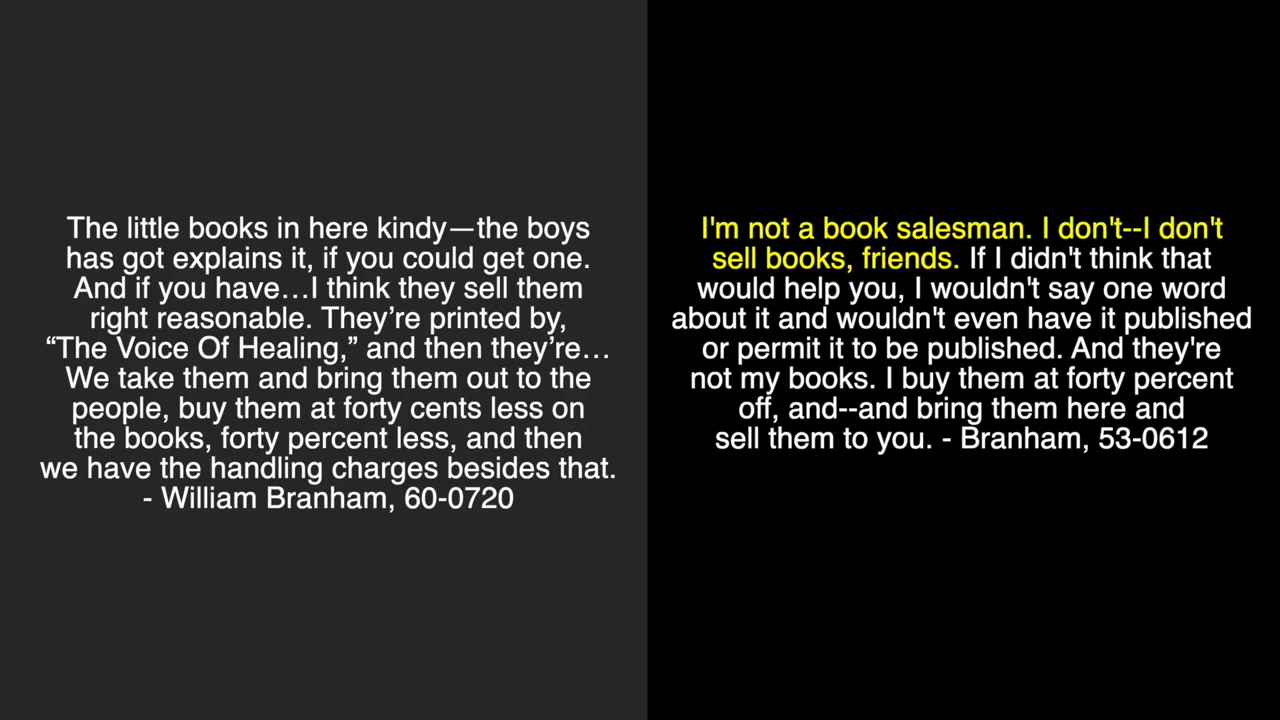 The little books in here kindy—the boys
has got explains it, if you could get one.
And if you have…I think they sell them
right reasonable. They’re printed by,
“The Voice Of Healing,” and then they’re…
We take them and bring them out to the
people, buy them at forty cents less on
the books, forty percent less, and then
we have the handling charges besides that.
- William Branham, 60-0720
I'm not a book salesman. I don't--I don't
sell books, friends. If I didn't think that
would help you, I wouldn't say one word
about it and wouldn't even have it published
or permit it to be published. And they're
not my books. I buy them at forty percent
off, and--and bring them here and
sell them to you. - Branham, 53-0612